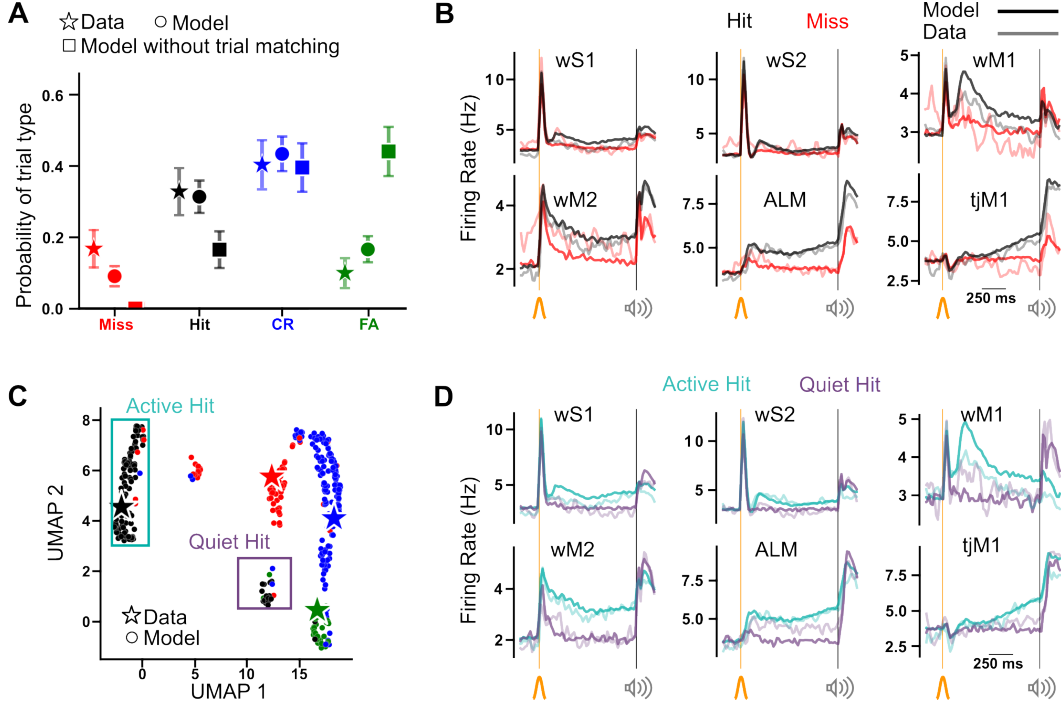 A
Data
Model
Model without trial matching
Probability of trial type
0.6
0.4
0.2
0.0
Miss
Hit
CR
FA
B
Hit
Miss
Model
Data
Firing Rate (Hz)
wS1
10
5
wS2
10
5
wM1
5
4
3
wM2
4
2
ALM
7.5
5.0
tjM1
7.5
5.0
2.5
250 ms
C
Active Hit
Quiet Hit
UMAP 2
8
6
4
2
0
Data
Model
0
5
10
15
UMAP 1
D
Active Hit
Quiet Hit
Firing Rate (Hz)
wS1
10
5
wS2
10
5
wM1
5
4
3
wM2
4
2
ALM
7.5
5.0
tjM1
7.5
5.0
2.5
250 ms